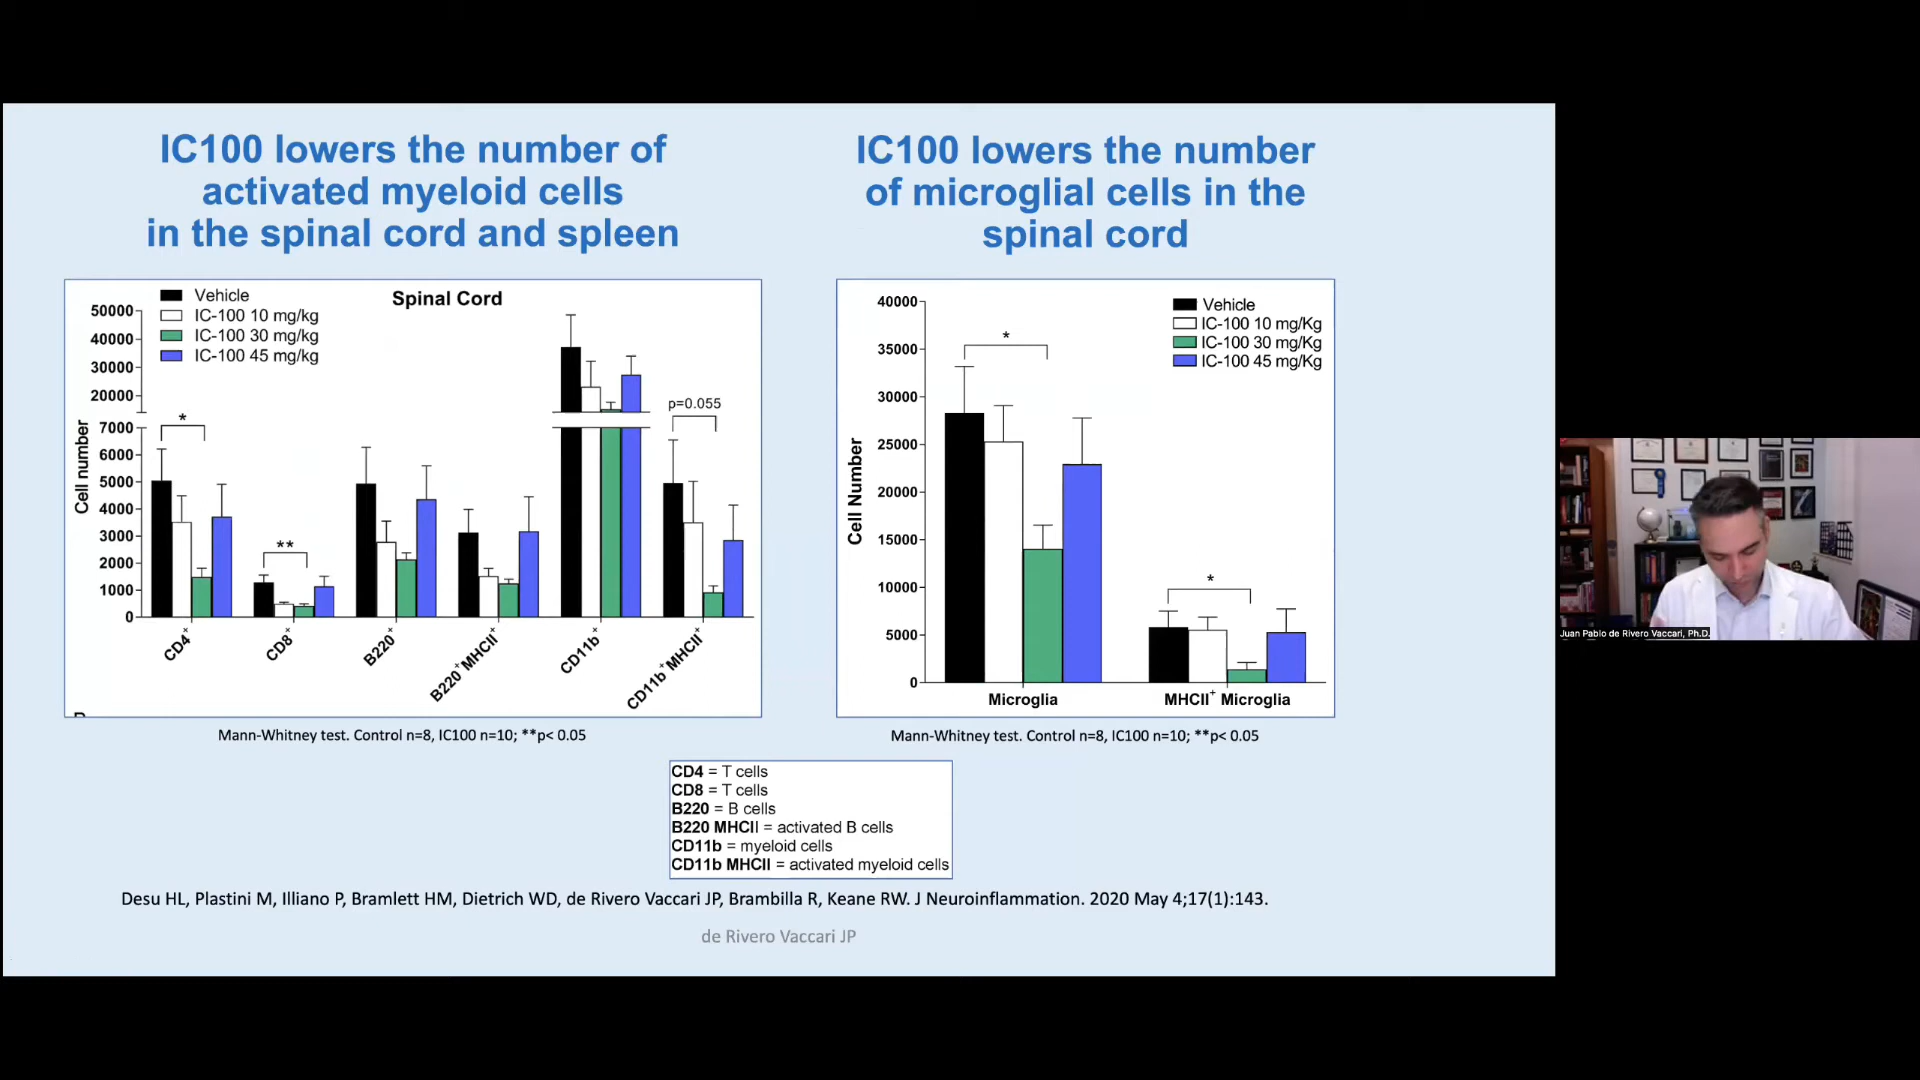 IC100 lowers the number of
activated myeloid cells
in the spinal cord and spleen
Spinal Cord
Vehicle
IC-100 10 mg/kg
IC-100 30 mg/kg
IC-100 45 mg/kg
Cell number
50000
40000
30000
20000
7000
6000
5000
4000
3000
2000
1000
0
*
**
p=0.055
CD4+
CD8+
B220+
B220+MHCII+
CD11b+
CD11b+MHCII+
Mann-Whitney test. Control n=8, IC100 n=10; **p< 0.05
IC100 lowers the number
of microglial cells in the
spinal cord
Vehicle
IC-100 10 mg/Kg
IC-100 30 mg/Kg
IC-100 45 mg/Kg
Cell Number
40000
35000
30000
25000
20000
15000
10000
5000
0
*
*
Microglia
MHCII+ Microglia
Mann-Whitney test. Control n=8, IC100 n=10; **p< 0.05
CD4 = T cells
CD8 = T cells
B220 = B cells
B220 MHCII = activated B cells
CD11b = myeloid cells
CD11b MHCII = activated myeloid cells
Desu HL, Plastini M, Illiano P, Bramlett HM, Dietrich WD, de Rivero Vaccari JP, Brambilla R, Keane RW. J Neuroinflammation. 2020 May 4;17(1):143.
de Rivero Vaccari JP
Juan Pablo de Rivero Vaccari, Ph.D.